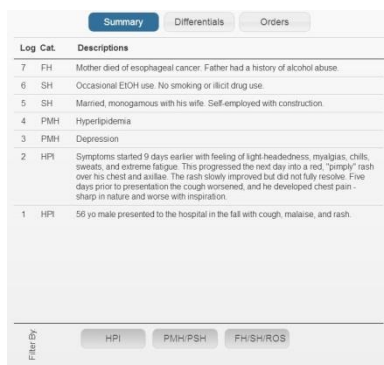 Summary Differentials Orders
Log Cat. Descriptions
7 FH Mother died of esophageal cancer. Father had a history of alcohol abuse.
6 SH Occasional EtOH use. No smoking or illicit drug use.
5 SH Married, monogamous with his wife. Self-employed with construction.
4 PMH Hyperlipidemia
3 PMH Depression
2 HPI Symptoms started 9 days earlier with feeling of light-headedness, myalgias, chills,
sweats, and extreme fatigue. This progressed the next day into a red, "pimply" rash
over his chest and axillae. The rash slowly improved but did not fully resolve. Five
days prior to presentation the cough worsened, and he developed chest pain -
sharp in nature and worse with inspiration.
1 HPI 56 yo male presented to the hospital in the fall with cough, malaise, and rash.
Filter By:
HPI PMH/PSH FH/SH/ROS